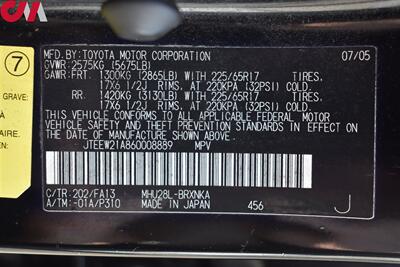 7
GRAVE:
AIRE.
DE
MFD. BY: TOYOTA MOTOR CORPORATION 07/05
GVWR: 2575KG (5675LB)
GAWR: FRT. 1300KG (2865LB) WITH 225/65R17 TIRES,
17X6 1/2J RIMS, AT 220KPA (32PSI) COLD.
RR. 1420KG (3130LB) WITH 225/65R17 TIRES,
17X6 1/2J RIMS, AT 220KPA (32PSI) COLD.
THIS VEHICLE CONFORMS TO ALL APPLICABLE FEDERAL MOTOR
VEHICLE SAFETY STANDARDS IN EFFECT ON THE DATE OF
MANUFACTURE SHOWN ABOVE.
JTEEW21A860008889 MPV
C/TR: 202/FA13 MHU28L-BRXNKA
A/TM: -01A/P310 MADE IN JAPAN 456 J